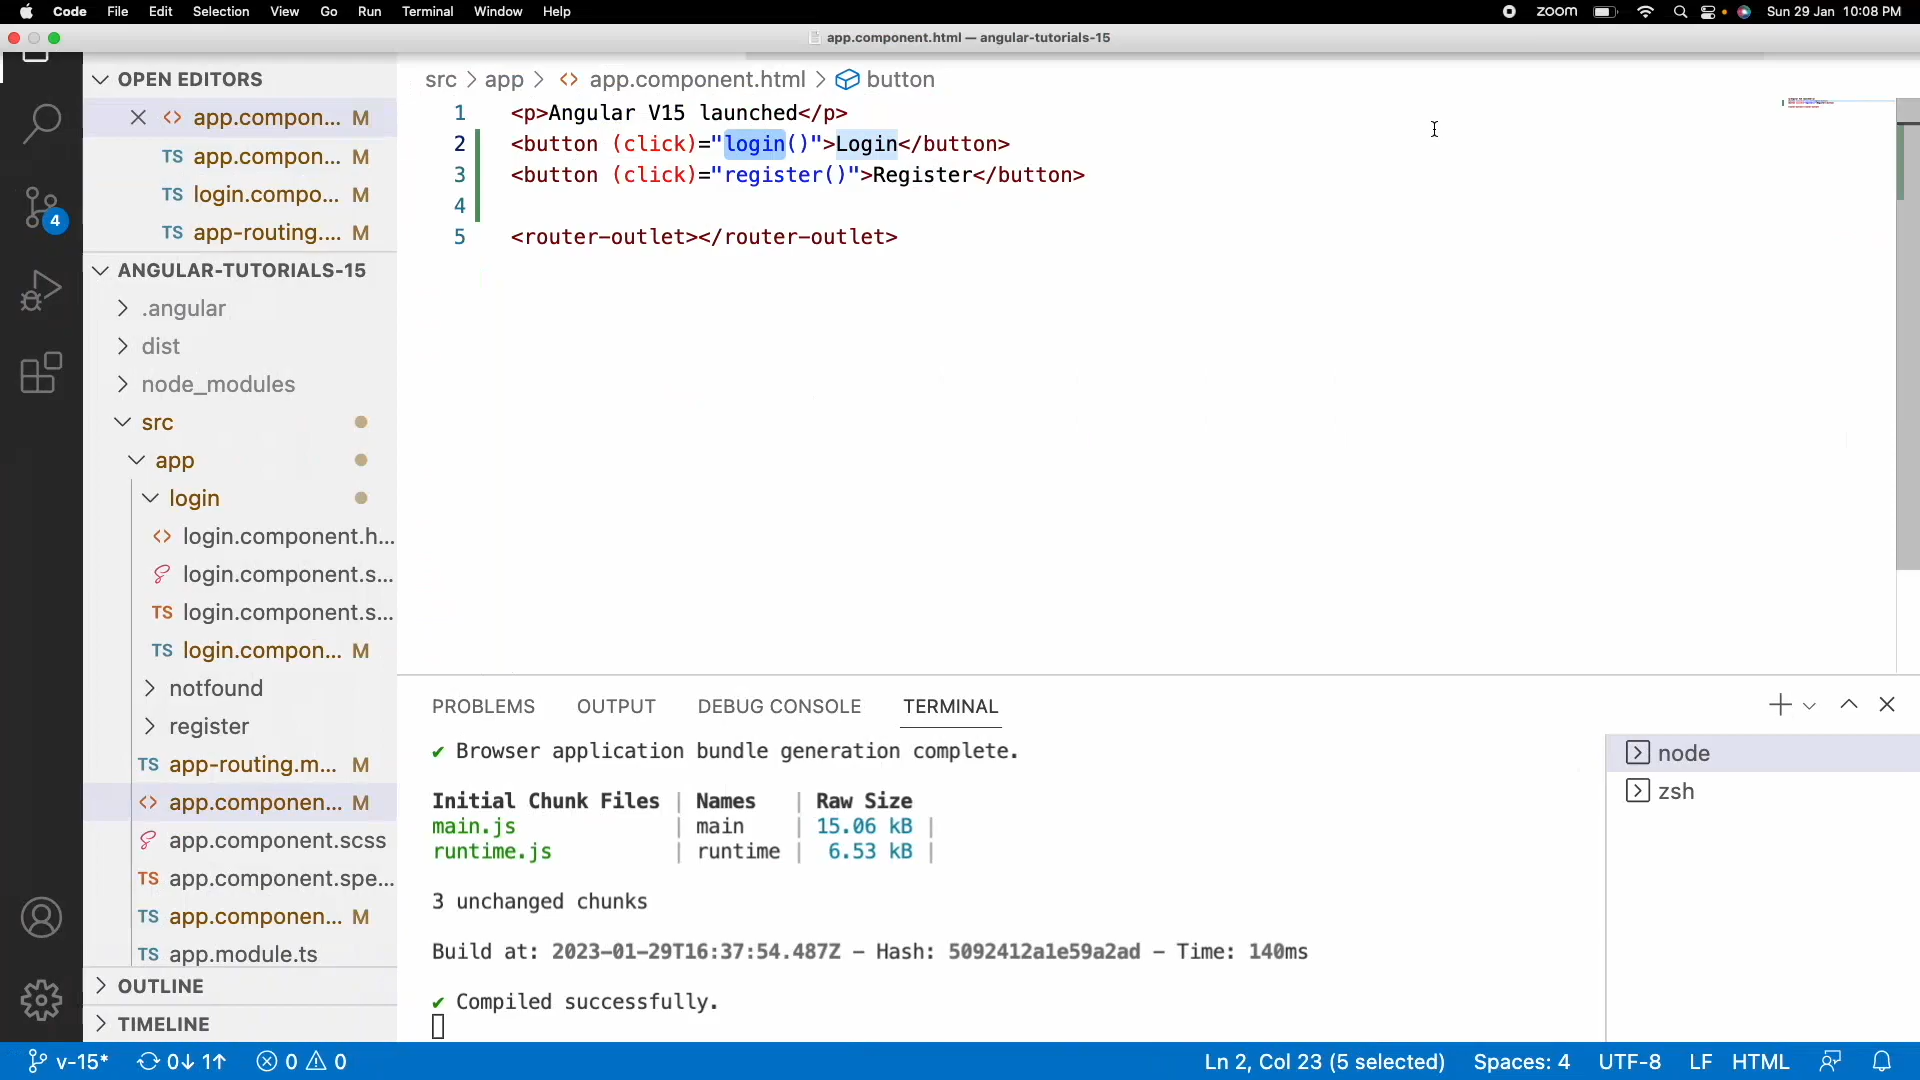 Code File Edit Selection View Go Run Terminal Window Help zoom Sun 29 Jan 10:08 PM
app.component.html — angular-tutorials-15
OPEN EDITORS
<> app.compon... M
TS app.compon... M
TS login.compo... M
TS app-routing.... M
ANGULAR-TUTORIALS-15
.angular
dist
node_modules
src
app
login
<> login.component.h...
login.component.s...
TS login.component.s...
TS login.compon... M
notfound
register
TS app-routing.m... M
<> app.componen... M
app.component.scss
TS app.component.spe...
TS app.componen... M
TS app.module.ts
OUTLINE
TIMELINE
4
src > app > <> app.component.html > button
1 <p>Angular V15 launched</p>
2 <button (click)="login()">Login</button>
3 <button (click)="register()">Register</button>
4
5 <router-outlet></router-outlet>
PROBLEMS OUTPUT DEBUG CONSOLE TERMINAL
✔ Browser application bundle generation complete.
Initial Chunk Files | Names | Raw Size
main.js | main | 15.06 kB |
runtime.js | runtime | 6.53 kB |
3 unchanged chunks
Build at: 2023-01-29T16:37:54.487Z - Hash: 5092412a1e59a2ad - Time: 140ms
✔ Compiled successfully.
node
zsh
v-15* 0↓ 1↑ 0 0 Ln 2, Col 23 (5 selected) Spaces: 4 UTF-8 LF HTML